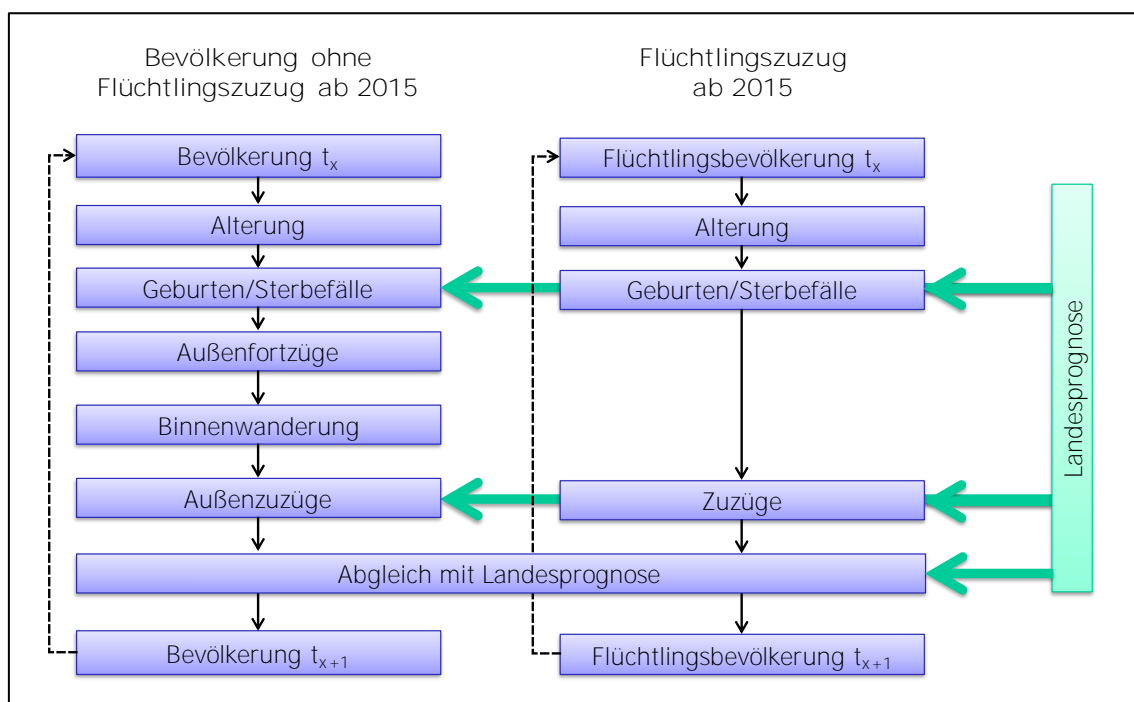 Bevölkerung ohne
Flüchtlingszuzug ab 2015
Flüchtlingszuzug
ab 2015
Bevölkerung tₓ
Flüchtlingsbevölkerung tₓ
Alterung
Alterung
Geburten/Sterbefälle
Geburten/Sterbefälle
Außenfortzüge
Binnenwanderung
Außenzuzüge
Zuzüge
Abgleich mit Landesprognose
Bevölkerung tₓ₊₁
Flüchtlingsbevölkerung tₓ₊₁
Landesprognose